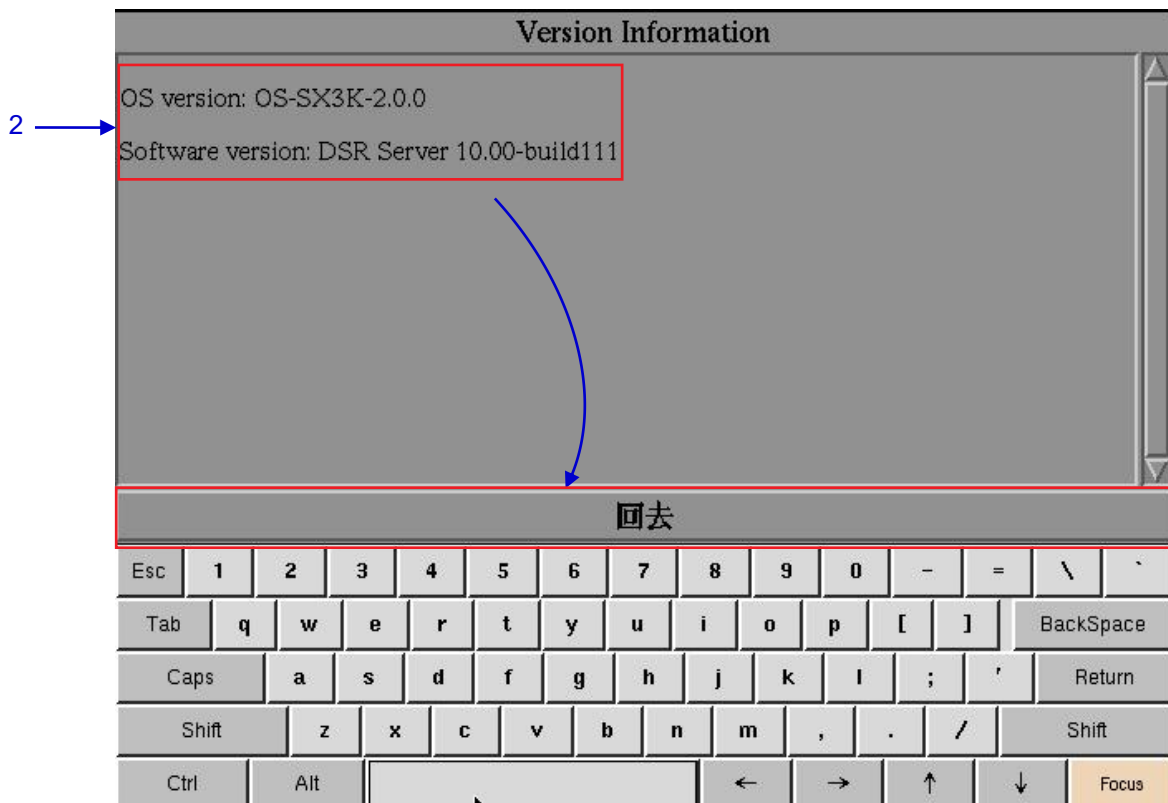 Version Information
OS version: OS-SX3K-2.0.0
2
Software version: DSR Server 10.00-build111
回去
Esc 1 2 3 4 5 6 7 8 9 0 - = \ `
Tab q w e r t y u i o p [ ] BackSpace
Caps a s d f g h j k l ; ' Return
Shift z x c v b n m , . / Shift
Ctrl Alt ← → ↑ ↓ Focus